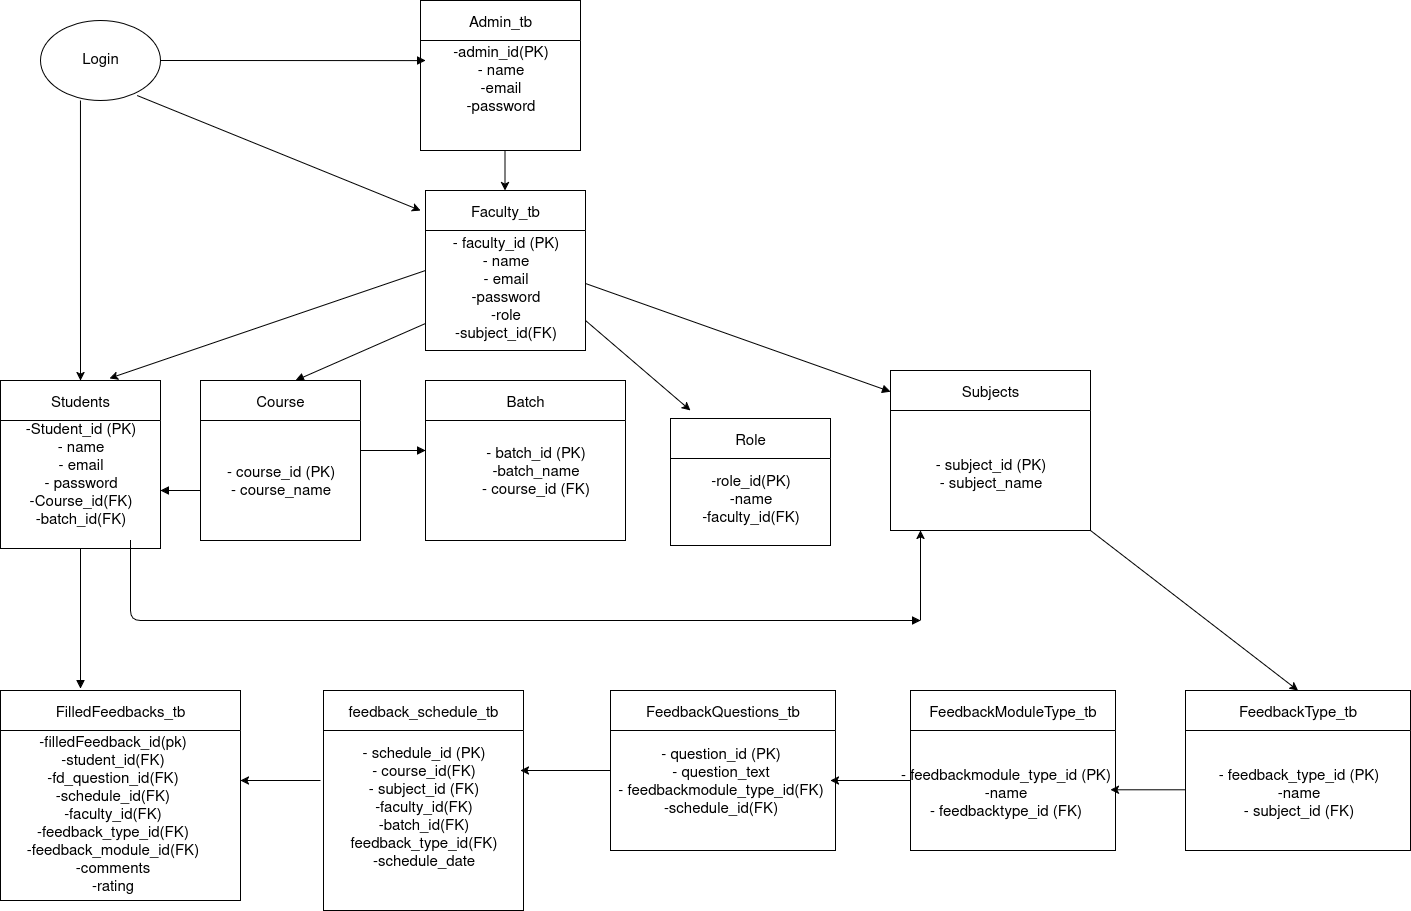 Login
Admin_tb
-admin_id(PK)
- name
-email
-password
Faculty_tb
- faculty_id (PK)
- name
- email
-password
-role
-subject_id(FK)
Students
-Student_id (PK)
- name
- email
- password
-Course_id(FK)
-batch_id(FK)
Course
- course_id (PK)
- course_name
Batch
- batch_id (PK)
-batch_name
- course_id (FK)
Role
-role_id(PK)
-name
-faculty_id(FK)
Subjects
- subject_id (PK)
- subject_name
FilledFeedbacks_tb
-filledFeedback_id(pk)
-student_id(FK)
-fd_question_id(FK)
-schedule_id(FK)
-faculty_id(FK)
-feedback_type_id(FK)
-feedback_module_id(FK)
-comments
-rating
feedback_schedule_tb
- schedule_id (PK)
- course_id(FK)
- subject_id (FK)
-faculty_id(FK)
-batch_id(FK)
feedback_type_id(FK)
-schedule_date
FeedbackQuestions_tb
- question_id (PK)
- question_text
- feedbackmodule_type_id(FK)
-schedule_id(FK)
FeedbackModuleType_tb
- feedbackmodule_type_id (PK)
-name
- feedbacktype_id (FK)
FeedbackType_tb
- feedback_type_id (PK)
-name
- subject_id (FK)